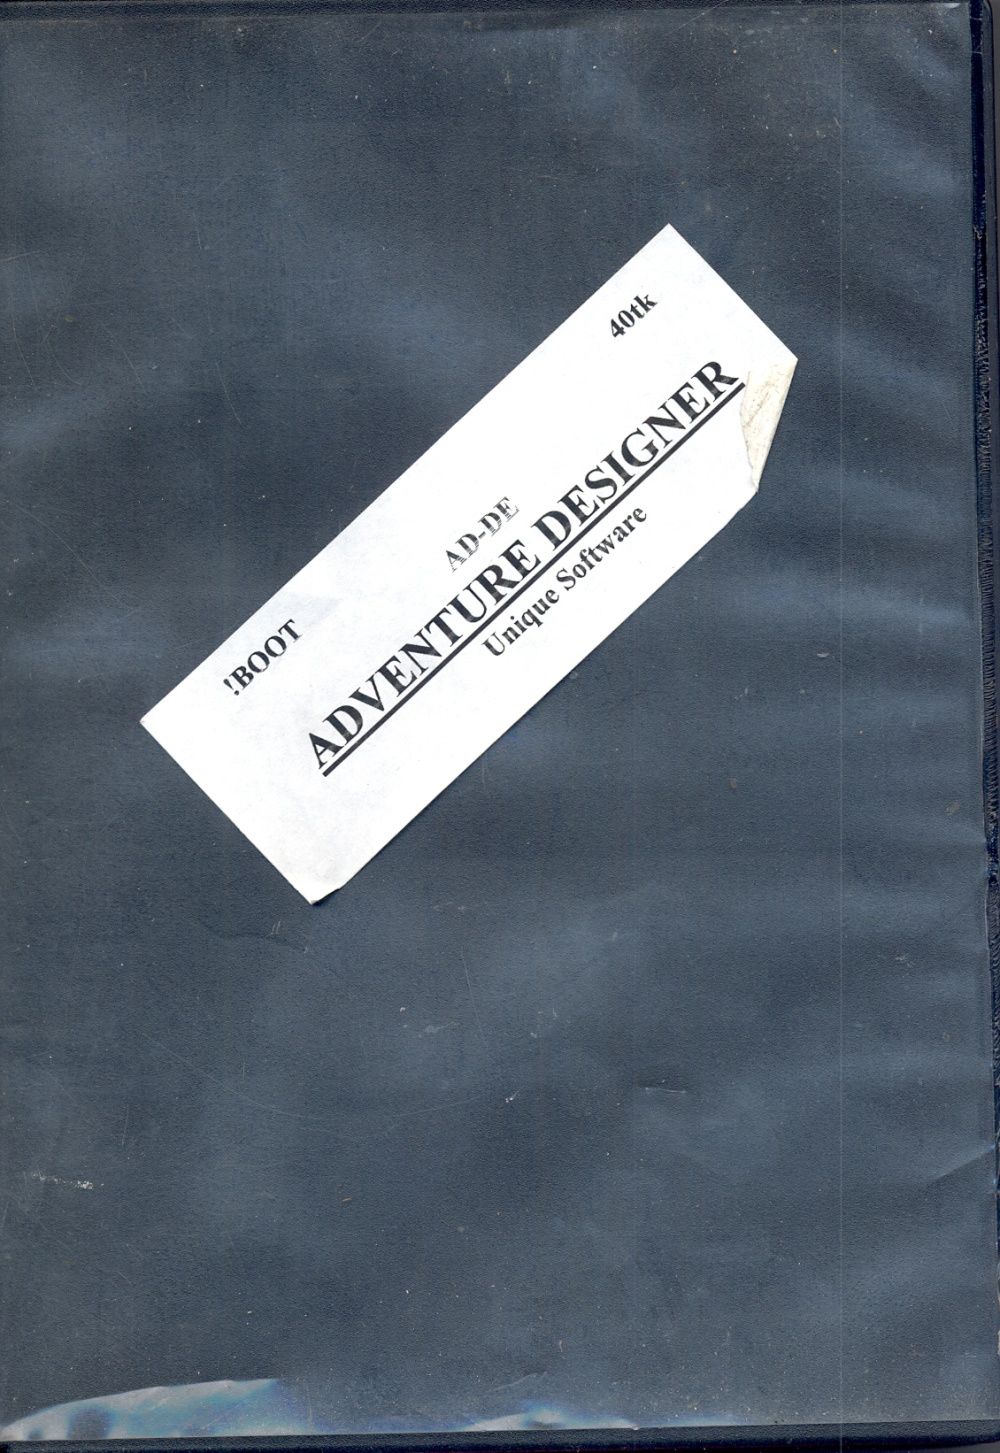 !BOOT 40tk
AD-DE
ADVENTURE DESIGNER
Unique Software